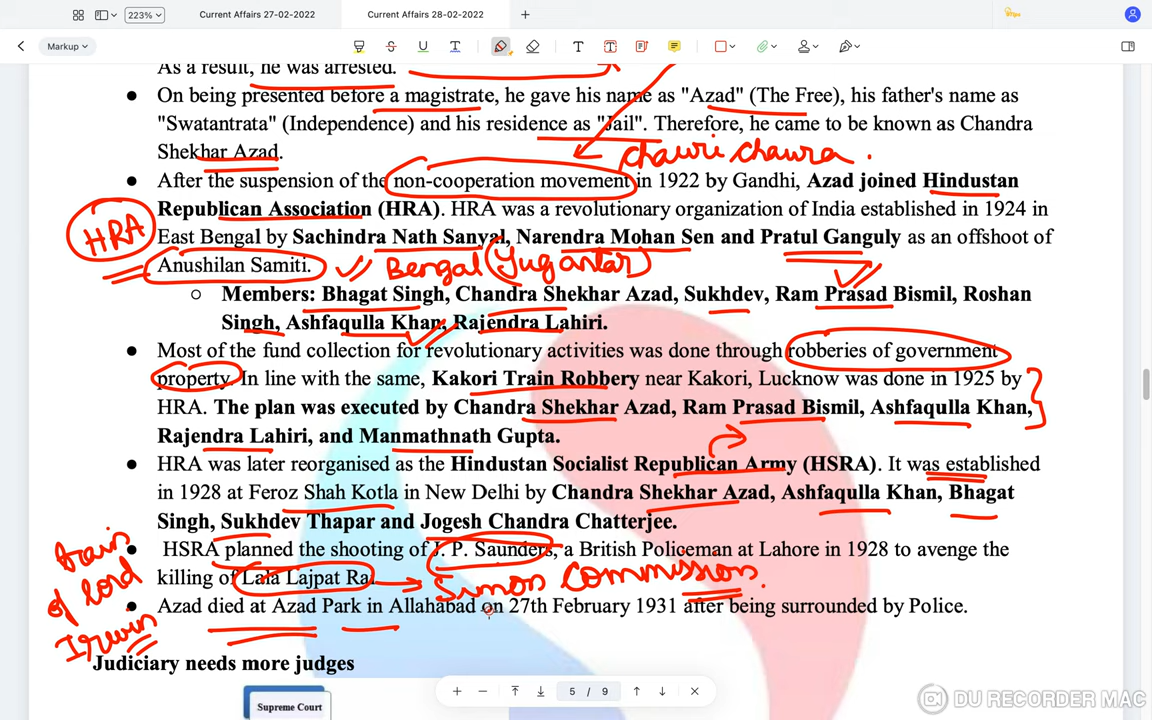 223%
Current Affairs 27-02-2022
Current Affairs 28-02-2022
Markup
As a result, he was arrested.
On being presented before a magistrate, he gave his name as "Azad" (The Free), his father's name as
"Swatantrata" (Independence) and his residence as "Jail". Therefore, he came to be known as Chandra
Shekhar Azad.
chauri chaura.
After the suspension of the non-cooperation movement in 1922 by Gandhi, Azad joined Hindustan
Republican Association (HRA). HRA was a revolutionary organization of India established in 1924 in
HRA
East Bengal by Sachindra Nath Sanyal, Narendra Mohan Sen and Pratul Ganguly as an offshoot of
Anushilan Samiti.
Bengal (Jugantar)
Members: Bhagat Singh, Chandra Shekhar Azad, Sukhdev, Ram Prasad Bismil, Roshan
Singh, Ashfaqulla Khan, Rajendra Lahiri.
Most of the fund collection for revolutionary activities was done through robberies of government
property. In line with the same, Kakori Train Robbery near Kakori, Lucknow was done in 1925 by
HRA. The plan was executed by Chandra Shekhar Azad, Ram Prasad Bismil, Ashfaqulla Khan,
Rajendra Lahiri, and Manmathnath Gupta.
HRA was later reorganised as the Hindustan Socialist Republican Army (HSRA). It was established
in 1928 at Feroz Shah Kotla in New Delhi by Chandra Shekhar Azad, Ashfaqulla Khan, Bhagat
Singh, Sukhdev Thapar and Jogesh Chandra Chatterjee.
HSRA planned the shooting of J. P. Saunders, a British Policeman at Lahore in 1928 to avenge the
killing of Lala Lajpat Rai.
Simon Commission.
train
of lord
Irwin
Azad died at Azad Park in Allahabad on 27th February 1931 after being surrounded by Police.
Judiciary needs more judges
5 / 9
Supreme Court
DU RECORDER MAC